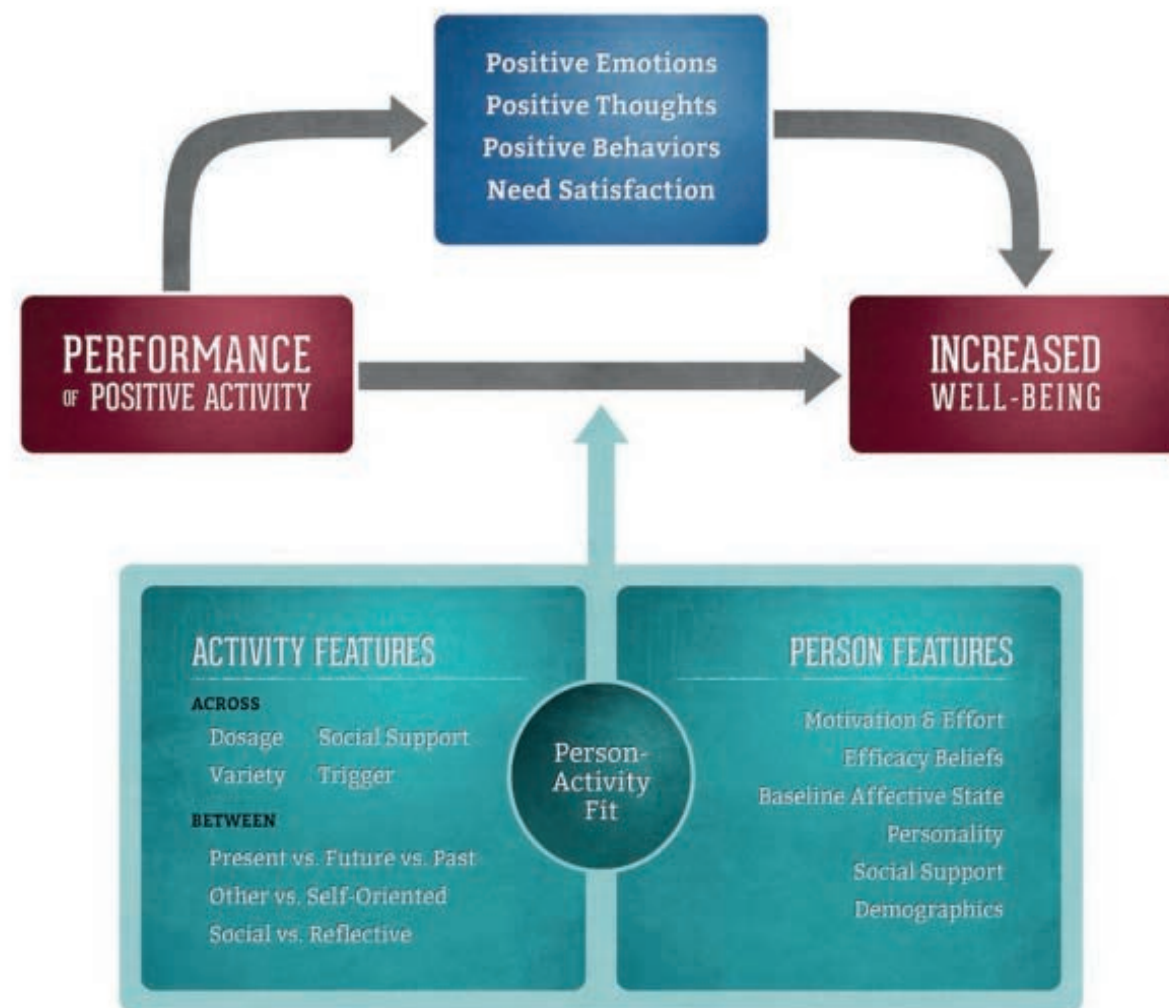 Positive Emotions
Positive Thoughts
Positive Behaviors
Need Satisfaction
PERFORMANCE
OF POSITIVE ACTIVITY
INCREASED
WELL-BEING
ACTIVITY FEATURES
ACROSS
Dosage Social Support
Variety Trigger
BETWEEN
Present vs. Future vs. Past
Other vs. Self-Oriented
Social vs. Reflective
Person-
Activity
Fit
PERSON FEATURES
Motivation & Effort
Efficacy Beliefs
Baseline Affective State
Personality
Social Support
Demographics